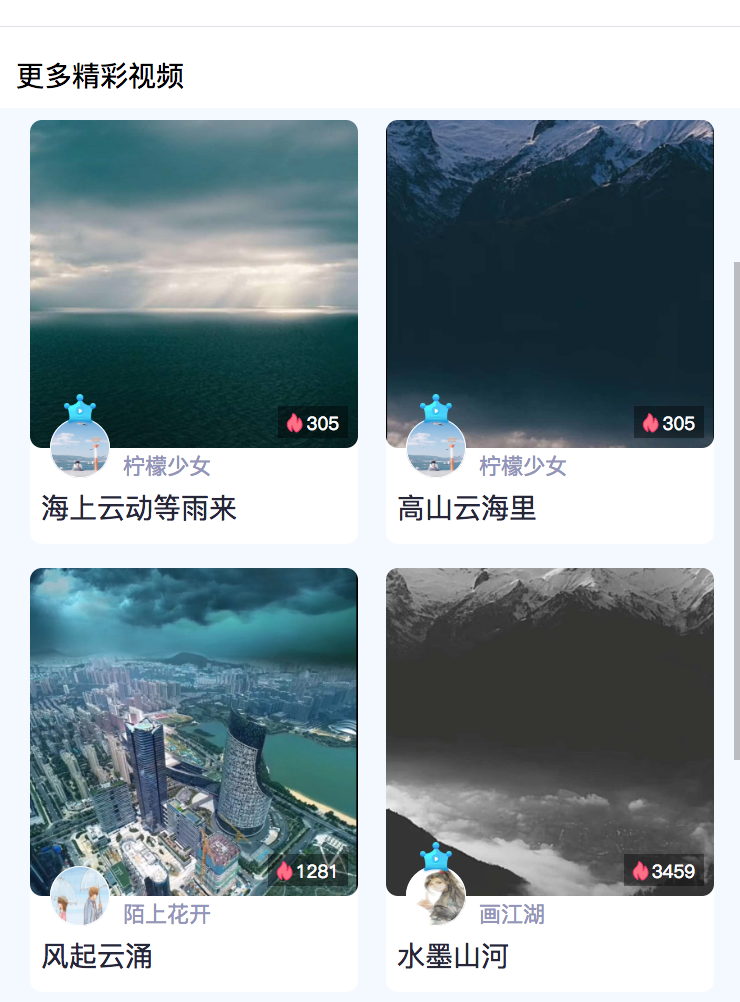 更多精彩视频
305
305
柠檬少女
柠檬少女
海上云动等雨来
高山云海里
1281
3459
陌上花开
画江湖
风起云涌
水墨山河